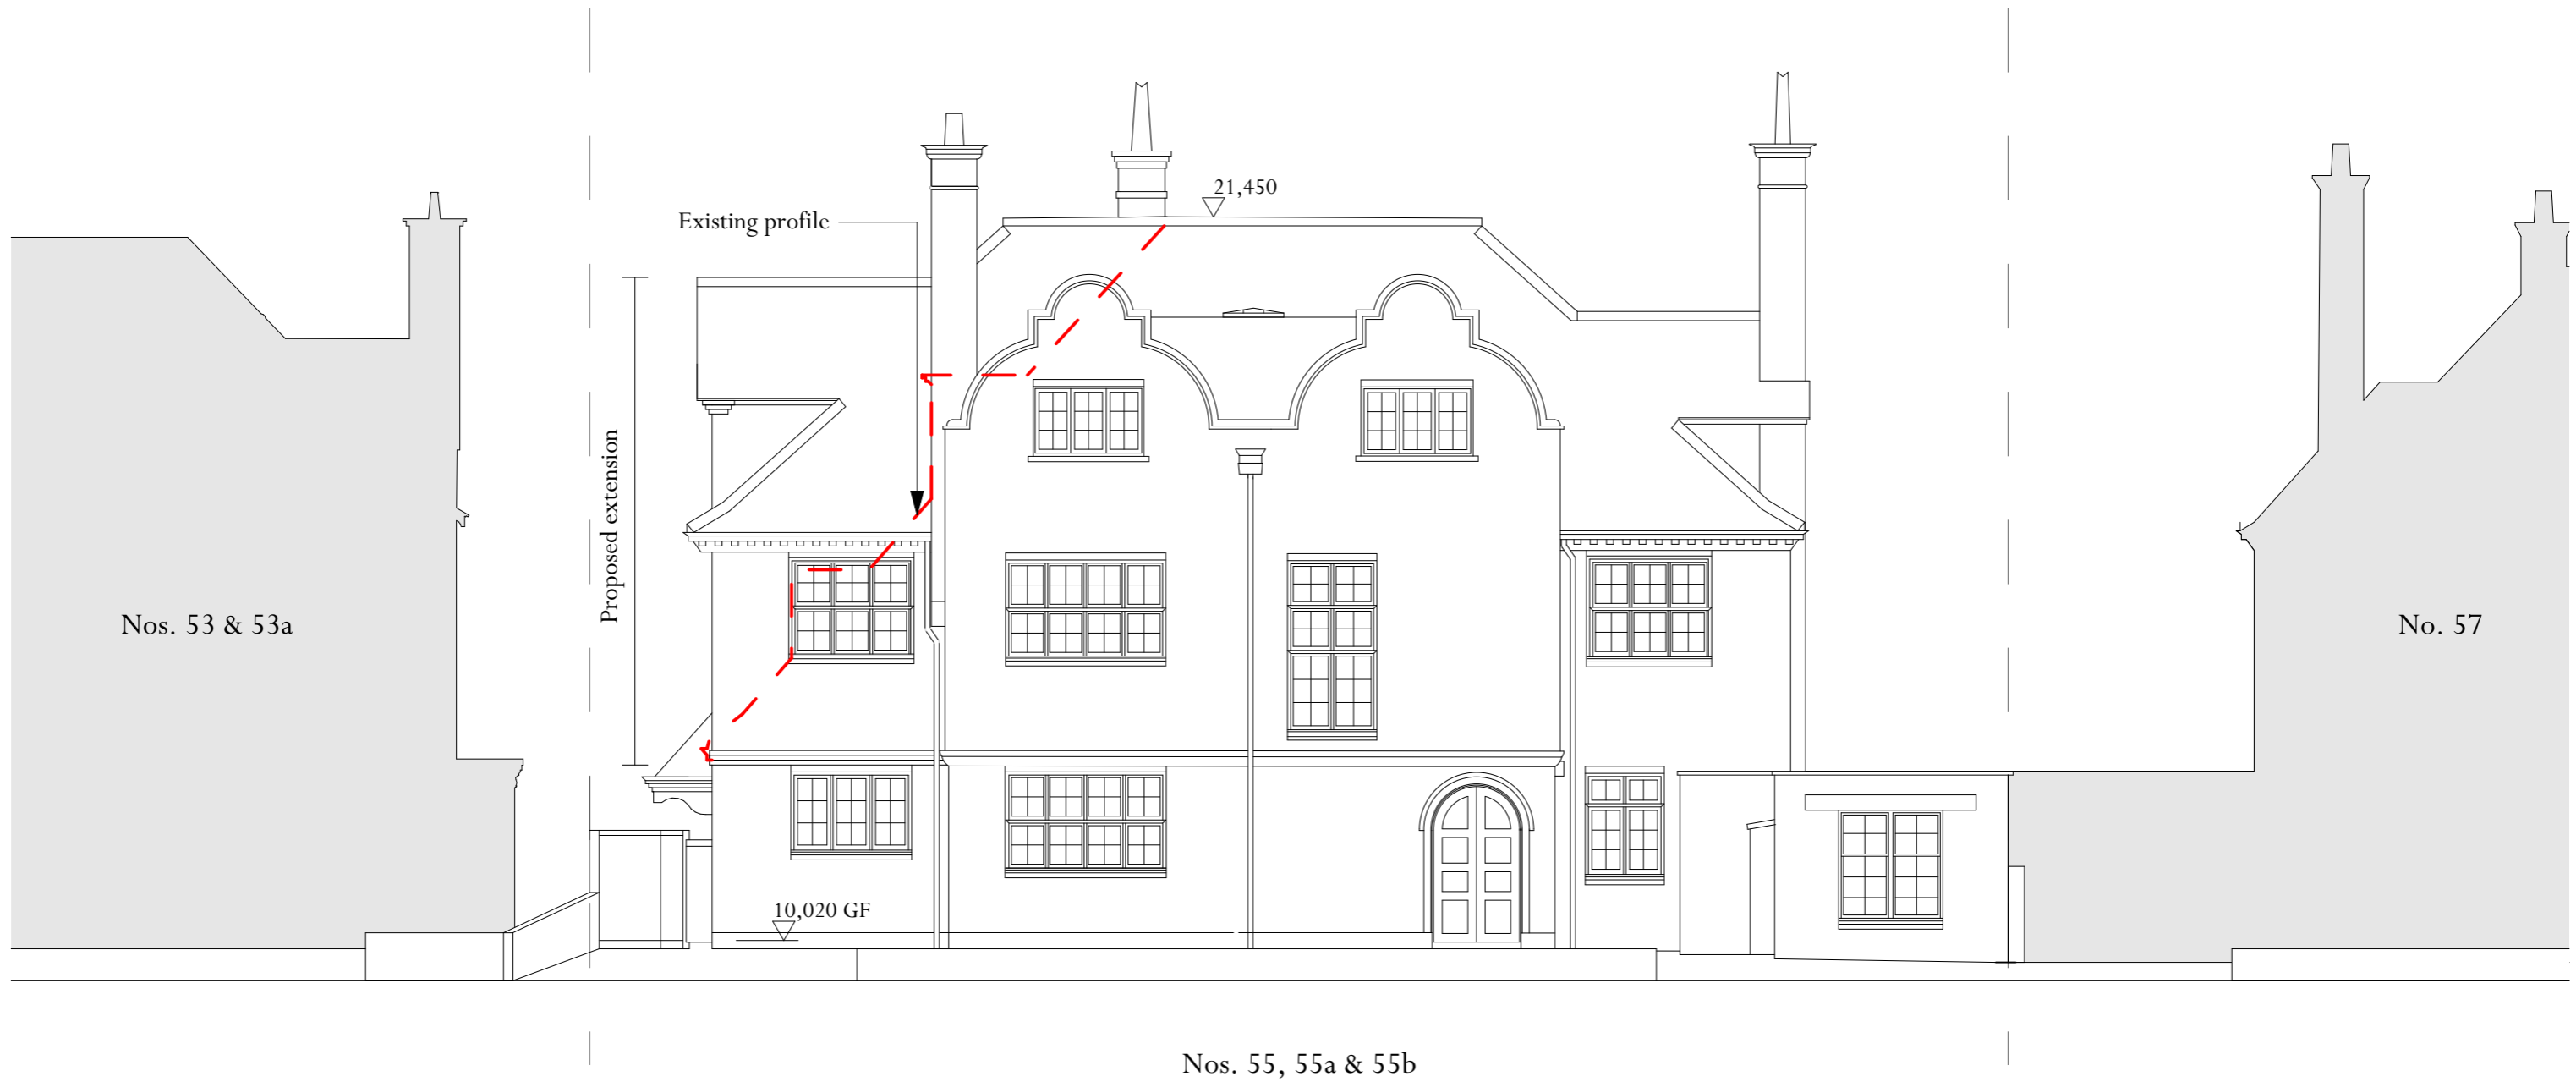 21,450
Existing profile
Proposed extension
Nos. 53 & 53a
No. 57
10,020 GF
Nos. 55, 55a & 55b